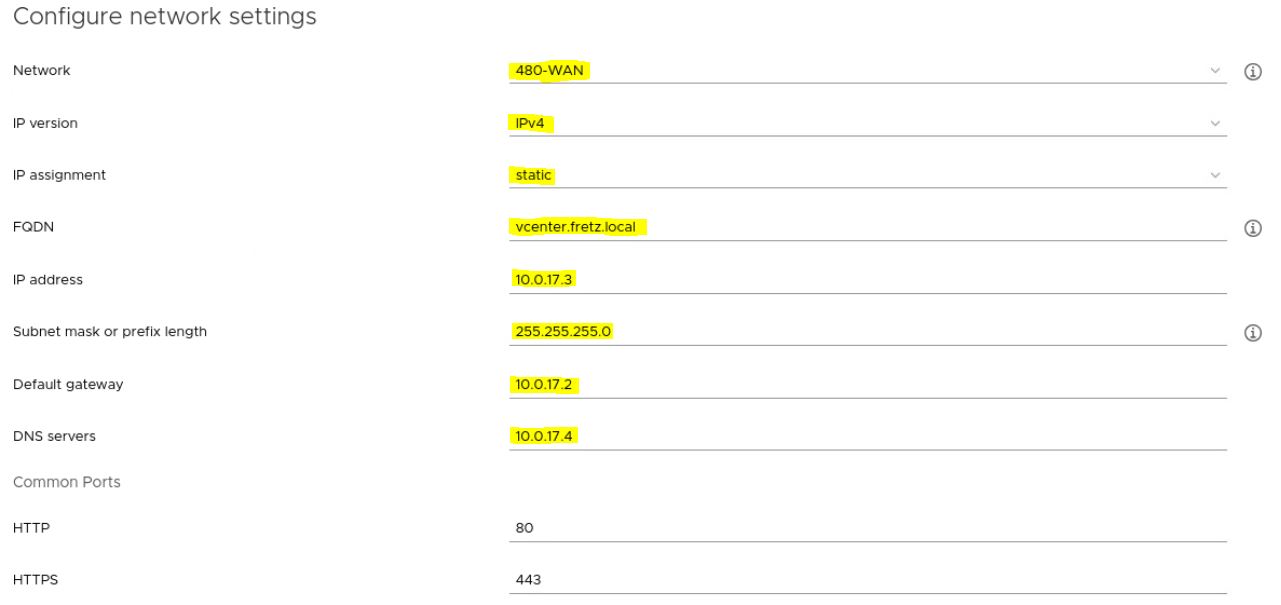 Configure network settings
Network 480-WAN
IP version IPv4
IP assignment static
FQDN vcenter.fretz.local
IP address 10.0.17.3
Subnet mask or prefix length 255.255.255.0
Default gateway 10.0.17.2
DNS servers 10.0.17.4
Common Ports
HTTP 80
HTTPS 443